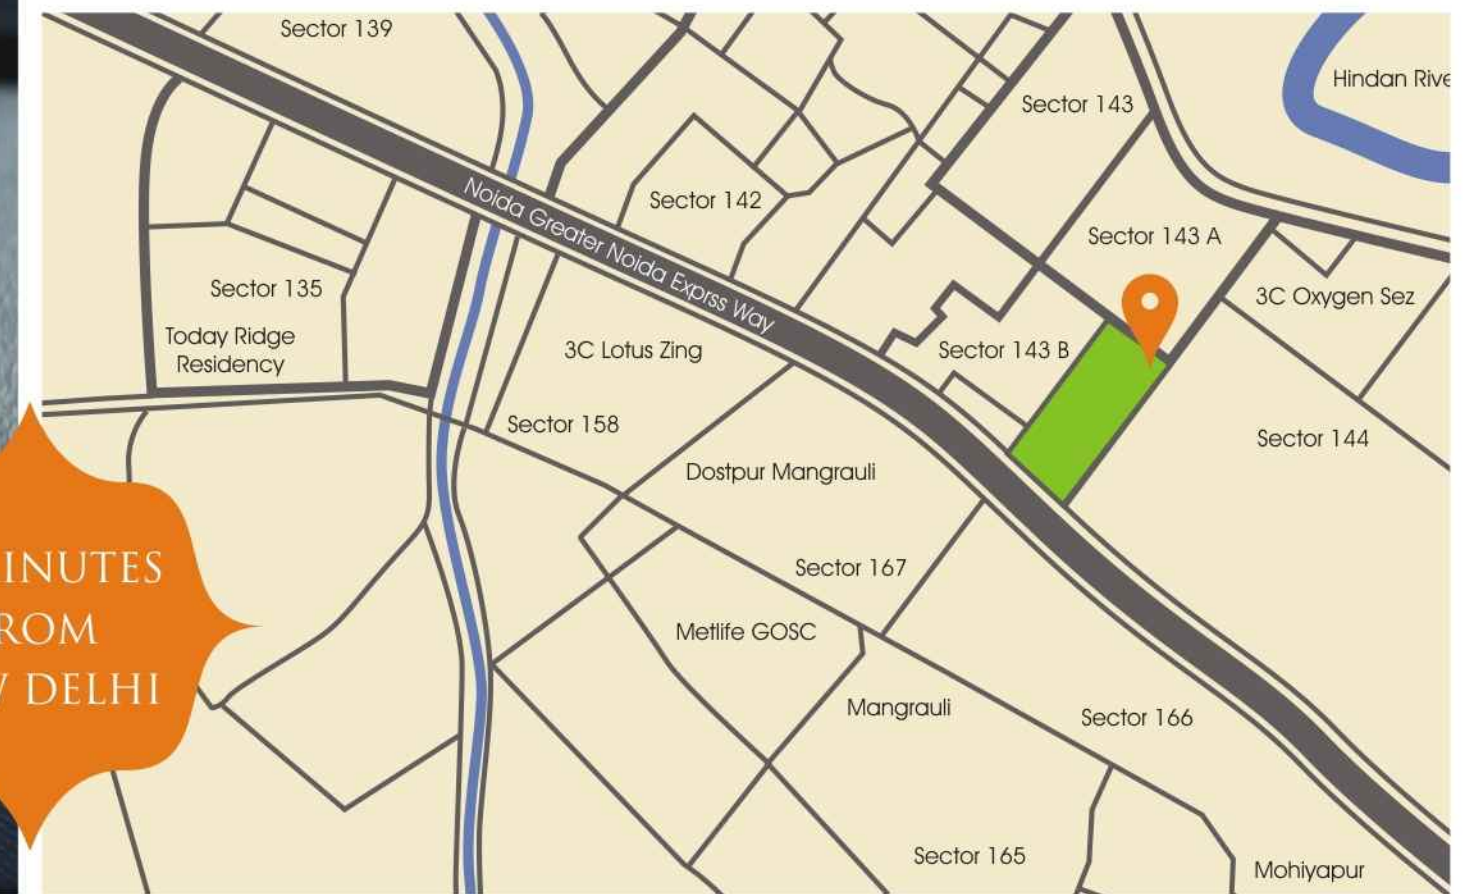 Sector 139
Hindan Rive
Sector 143
Sector 142
Noida Greater Noida Exprss Way
Sector 143 A
Sector 135
3C Oxygen Sez
Today Ridge
Residency
3C Lotus Zing
Sector 143 B
Sector 158
Sector 144
Dostpur Mangrauli
INUTES
ROM
DELHI
Sector 167
Metlife GOSC
Mangrauli
Sector 166
Sector 165
Mohiyapur